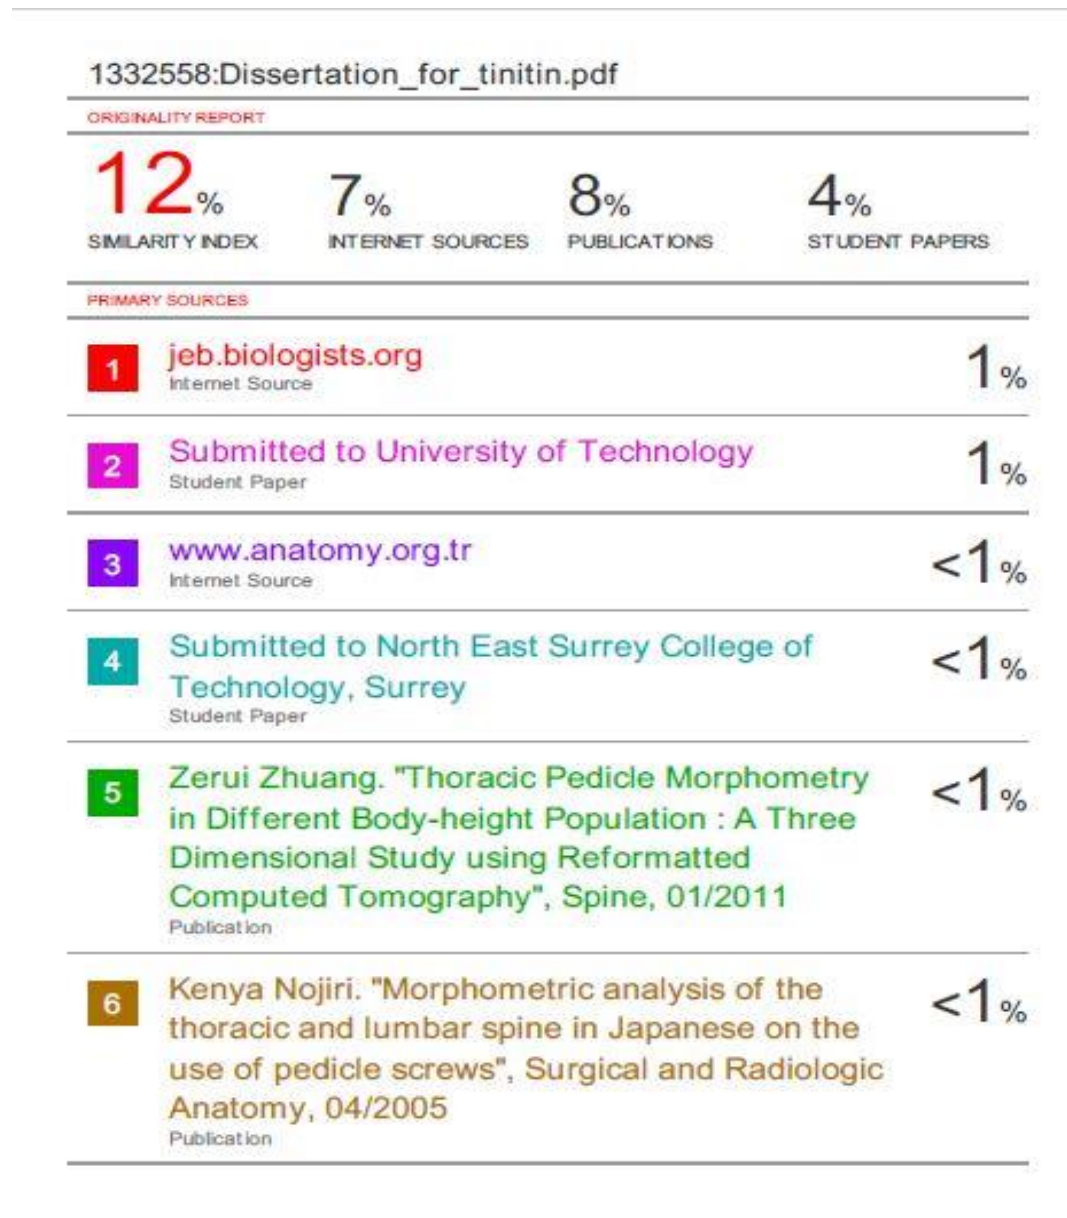 1332558:Dissertation_for_tinitin.pdf
ORIGINALITY REPORT
12%
SIMILARITY INDEX
7%
INTERNET SOURCES
8%
PUBLICATIONS
4%
STUDENT PAPERS
PRIMARY SOURCES
1
jeb.biologists.org
Internet Source
1%
2
Submitted to University of Technology
Student Paper
1%
3
www.anatomy.org.tr
Internet Source
<1%
4
Submitted to North East Surrey College of
Technology, Surrey
Student Paper
<1%
5
Zerui Zhuang. "Thoracic Pedicle Morphometry
in Different Body-height Population : A Three
Dimensional Study using Reformatted
Computed Tomography", Spine, 01/2011
Publication
<1%
6
Kenya Nojiri. "Morphometric analysis of the
thoracic and lumbar spine in Japanese on the
use of pedicle screws", Surgical and Radiologic
Anatomy, 04/2005
Publication
<1%